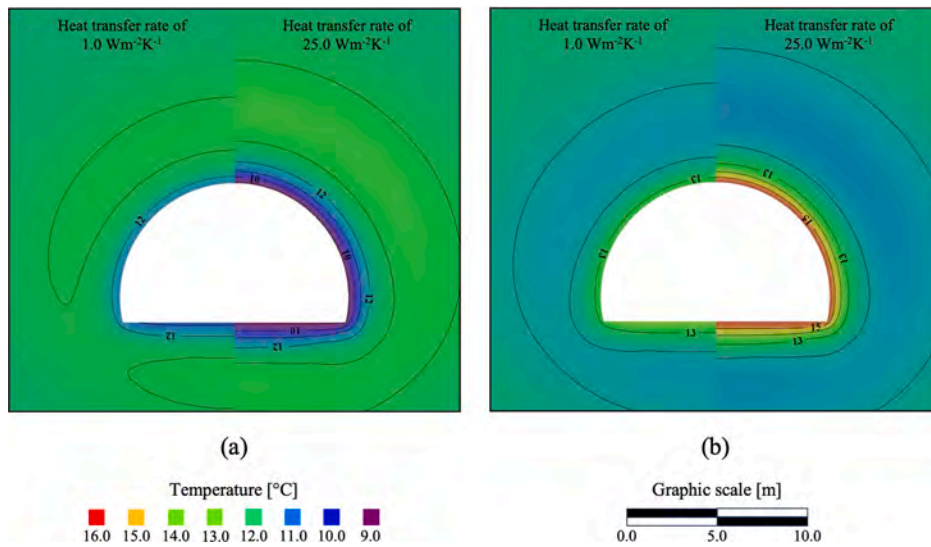 Heat transfer rate of
1.0 Wm⁻²K⁻¹
Heat transfer rate of
25.0 Wm⁻²K⁻¹
12
10
12
10
12
12
10
12
Heat transfer rate of
1.0 Wm⁻²K⁻¹
Heat transfer rate of
25.0 Wm⁻²K⁻¹
13
13
13
15
13
13
15
13
(a)
(b)
Temperature [°C]
16.0 15.0 14.0 13.0 12.0 11.0 10.0 9.0
Graphic scale [m]
0.0 5.0 10.0